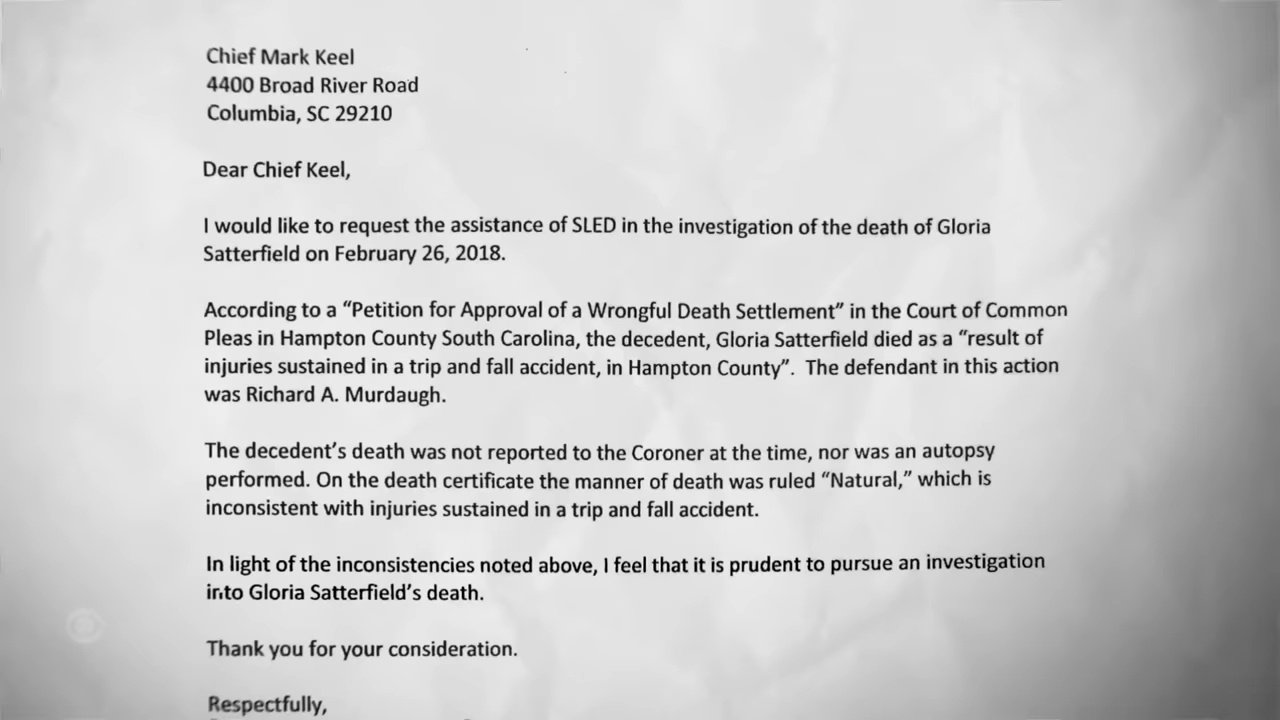 Chief Mark Keel
4400 Broad River Road
Columbia, SC 29210
Dear Chief Keel,
I would like to request the assistance of SLED in the investigation of the death of Gloria
Satterfield on February 26, 2018.
According to a “Petition for Approval of a Wrongful Death Settlement” in the Court of Common
Pleas in Hampton County South Carolina, the decedent, Gloria Satterfield died as a “result of
injuries sustained in a trip and fall accident, in Hampton County”. The defendant in this action
was Richard A. Murdaugh.
The decedent’s death was not reported to the Coroner at the time, nor was an autopsy
performed. On the death certificate the manner of death was ruled “Natural,” which is
inconsistent with injuries sustained in a trip and fall accident.
In light of the inconsistencies noted above, I feel that it is prudent to pursue an investigation
into Gloria Satterfield’s death.
Thank you for your consideration.
Respectfully,